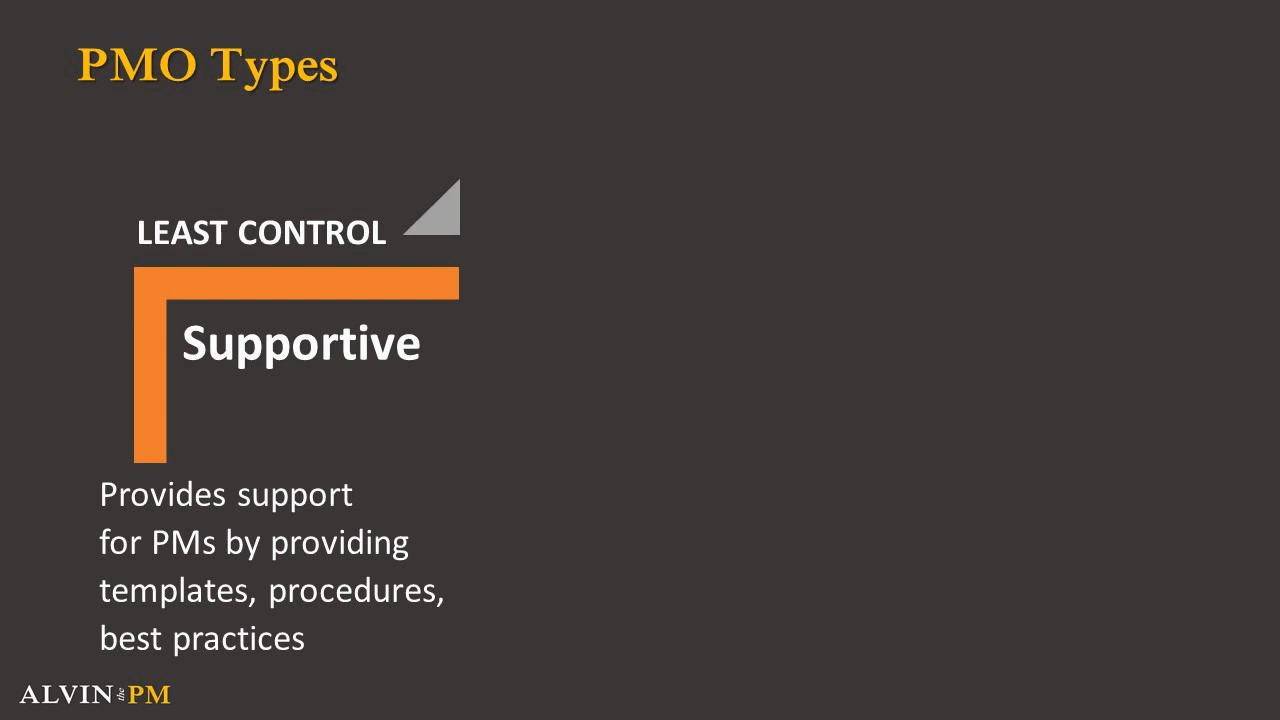 PMO Types
LEAST CONTROL
Supportive
Provides support
for PMs by providing
templates, procedures,
best practices
ALVIN the PM